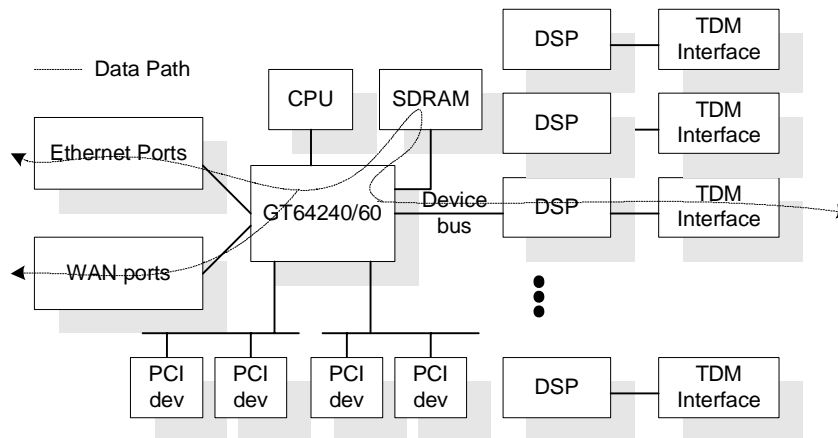 DSP
TDM
Interface
Data Path
CPU
SDRAM
DSP
TDM
Interface
Ethernet Ports
GT64240/60
Device
bus
DSP
TDM
Interface
WAN ports
PCI
dev
PCI
dev
PCI
dev
PCI
dev
DSP
TDM
Interface